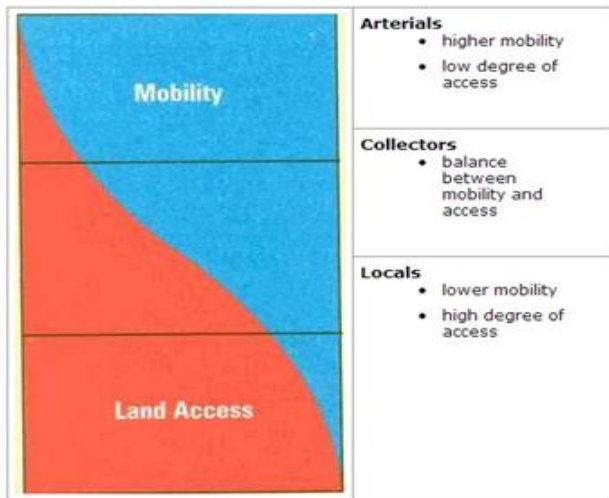 Mobility
Land Access
Arterials
• higher mobility
• low degree of
access
Collectors
• balance
between
mobility and
access
Locals
• lower mobility
• high degree of
access